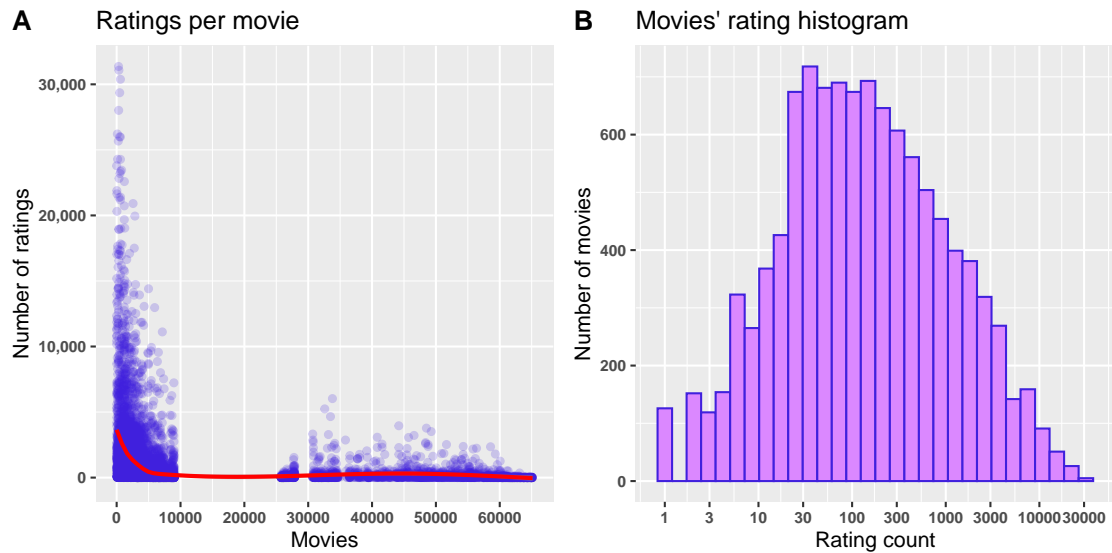 A Ratings per movie
30,000
20,000
10,000
0
Number of ratings
0 10000 20000 30000 40000 50000 60000
Movies
B Movies' rating histogram
600
400
200
0
Number of movies
1 3 10 30 100 300 1000 3000 10000 30000
Rating count